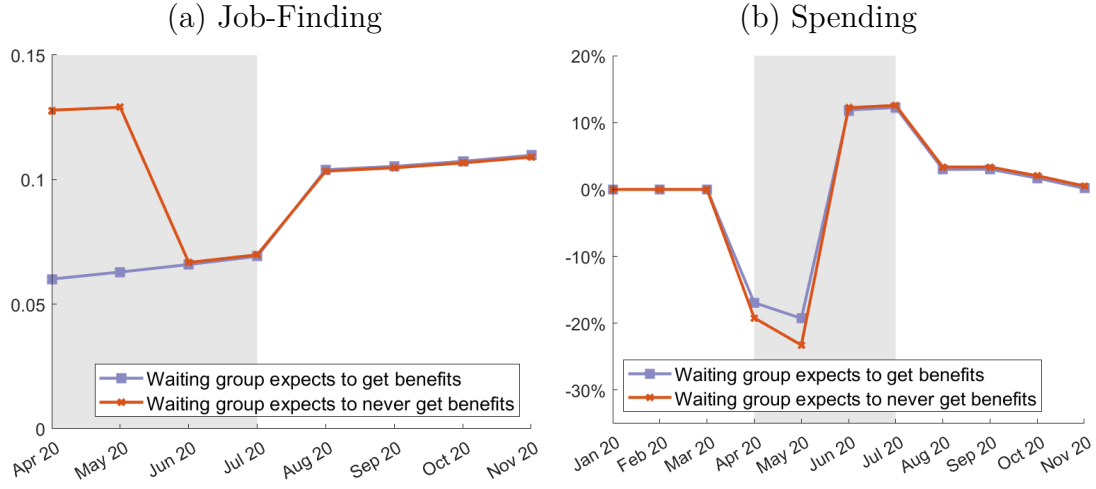 (a) Job-Finding
0.15
0.1
0.05
0
Waiting group expects to get benefits
Waiting group expects to never get benefits
Apr 20
May 20
Jun 20
Jul 20
Aug 20
Sep 20
Oct 20
Nov 20
(b) Spending
20%
10%
0%
-10%
-20%
-30%
Waiting group expects to get benefits
Waiting group expects to never get benefits
Jan 20
Feb 20
Mar 20
Apr 20
May 20
Jun 20
Jul 20
Aug 20
Sep 20
Oct 20
Nov 20